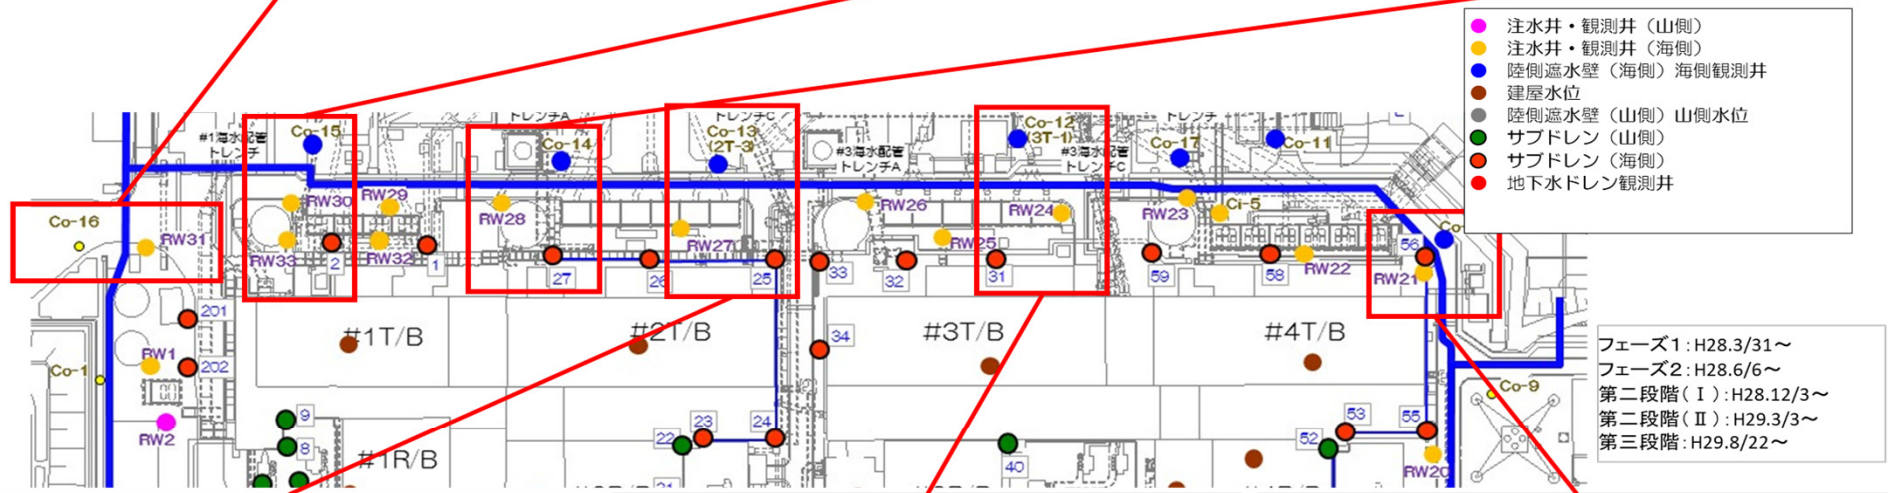 注水井・観測井（山側）
注水井・観測井（海側）
陸側遮水壁（海側）海側観測井
建屋水位
陸側遮水壁（山側）山側水位
サブドレン（山側）
サブドレン（海側）
地下水ドレン観測井
#1海水配管
トレンチ
Co-15
トレンチA
Co-14
トレンチC
Co-13
(2T-3)
#3海水配管
トレンチA
Co-12
(3T-1)
#3海水配管
トレンチC
トレンチ
Co-17
Co-11
Co-16
RW31
RW30
RW29
RW33
2
RW32
1
RW28
27
26
RW27
25
33
RW26
32
RW25
RW24
31
RW23
Ci-5
59
58
RW22
56
RW21
201
202
RW1
Co-1
RW2
#1T/B
#2T/B
34
#3T/B
#4T/B
9
8
#1R/B
22
23
24
40
52
53
55
RW20
Co-9
フェーズ1：H28.3/31～
フェーズ2：H28.6/6～
第二段階(Ⅰ)：H28.12/3～
第二段階(Ⅱ)：H29.3/3～
第三段階：H29.8/22～